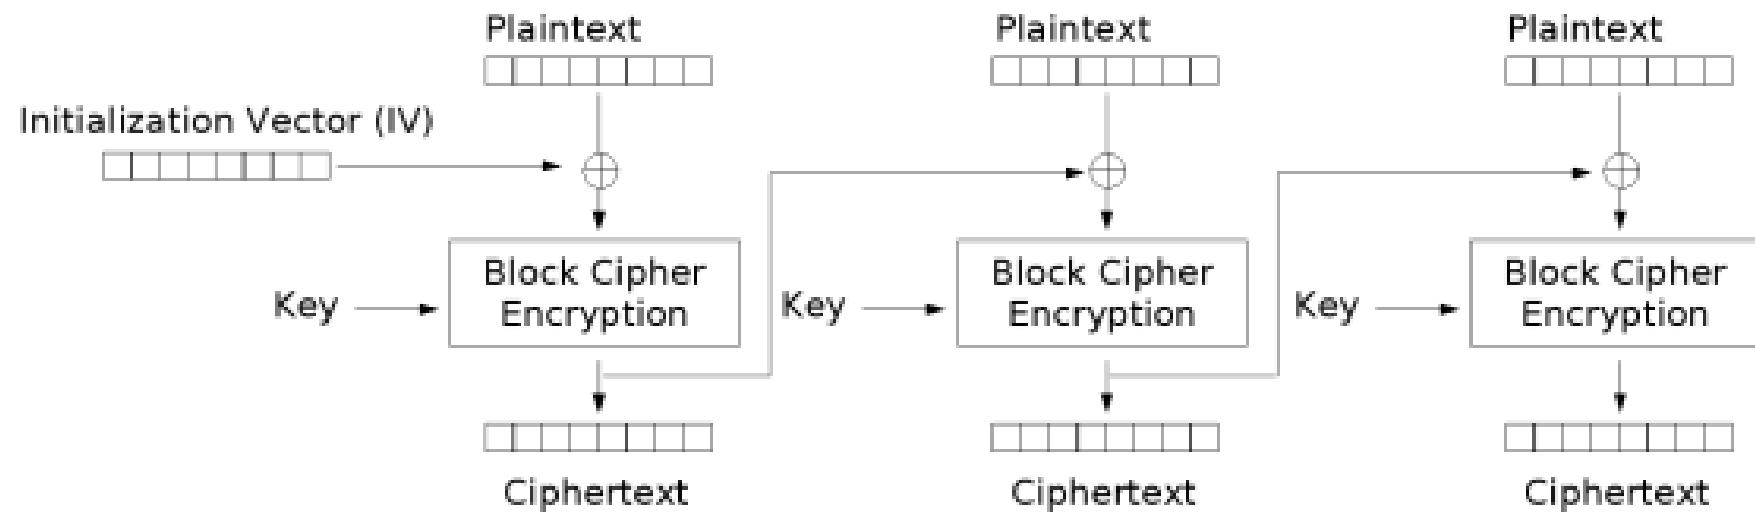 Plaintext
Plaintext
Plaintext
Initialization Vector (IV)
Block Cipher
Encryption
Block Cipher
Encryption
Block Cipher
Encryption
Key
Key
Key
Ciphertext
Ciphertext
Ciphertext